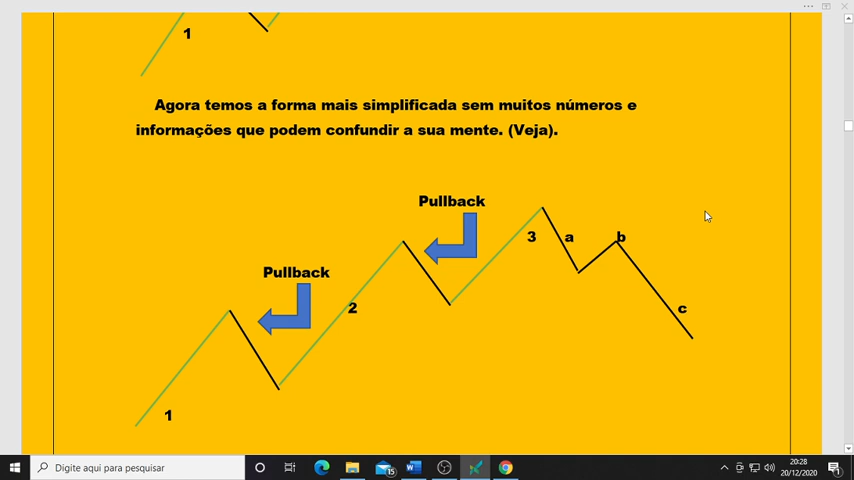 1
Agora temos a forma mais simplificada sem muitos números e
informações que podem confundir a sua mente. (Veja).
Pullback
3
a
b
Pullback
2
c
1
Digite aqui para pesquisar
15
20:28
20/12/2020
1